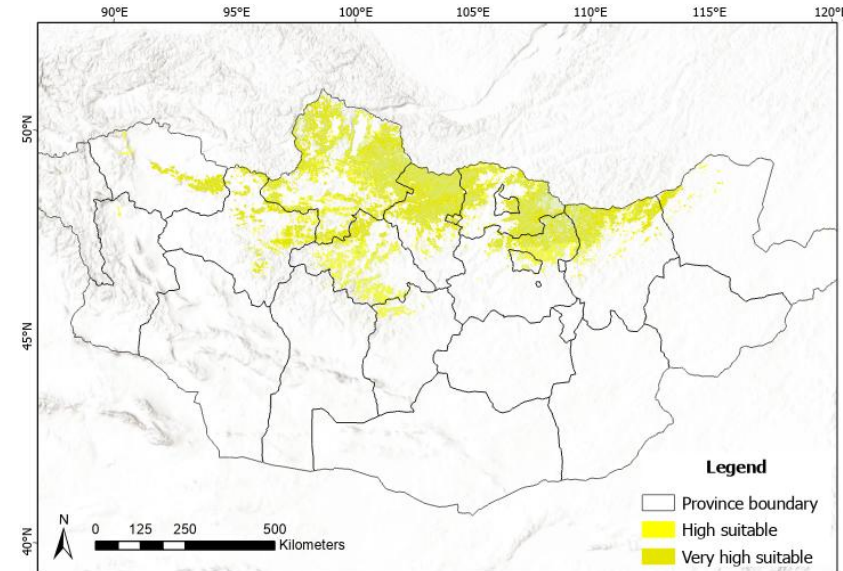 90°E 95°E 100°E 105°E 110°E 115°E 120°E
50°N
45°N
40°N
Legend
Province boundary
High suitable
Very high suitable
N
0 125 250 500
Kilometers